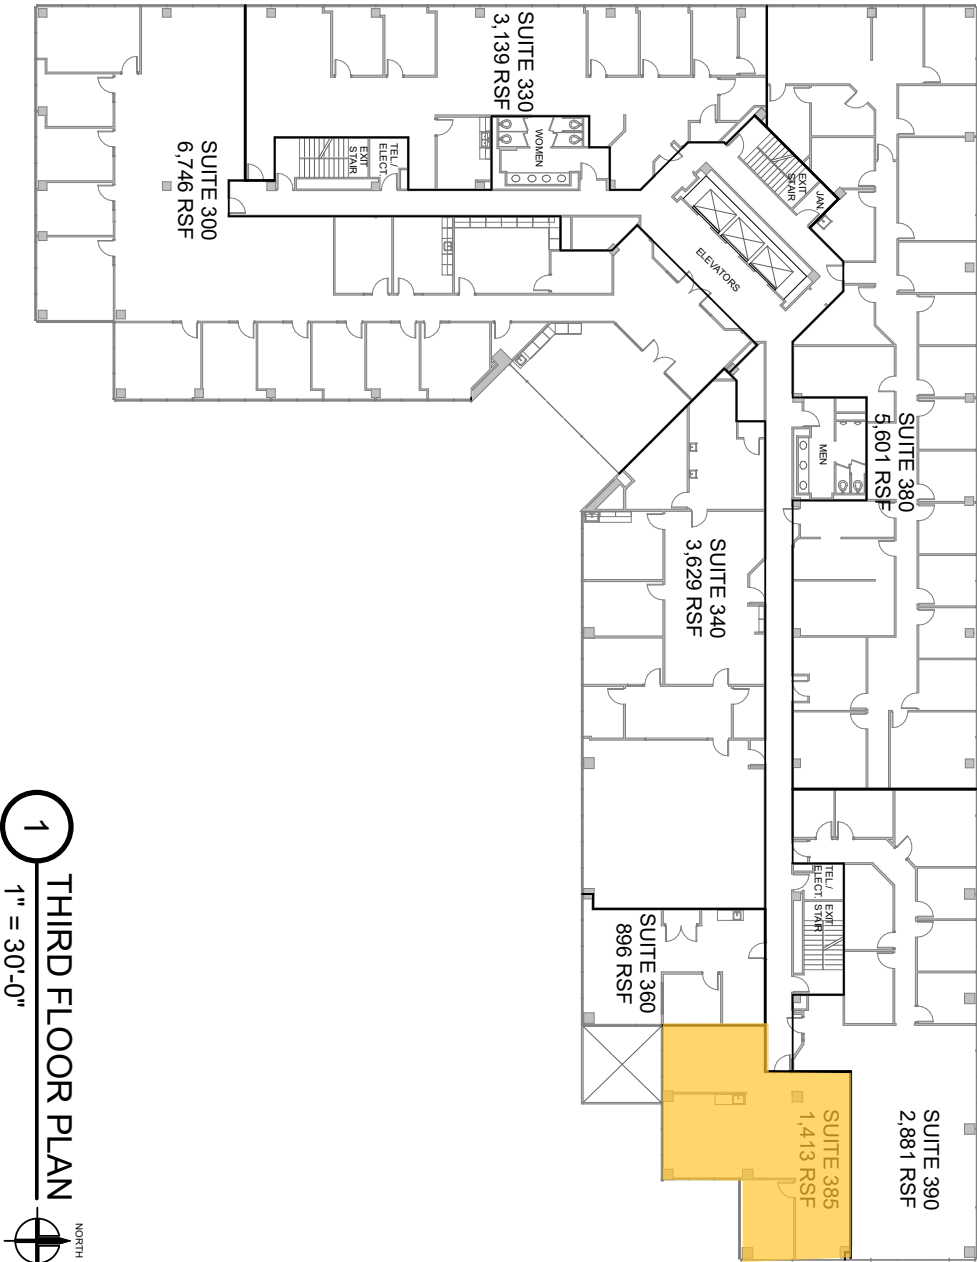 SUITE 330
3,139 RSF
WOMEN
TEL./
ELECT.
EXIT
STAIR
SUITE 300
6,746 RSF
EXIT
STAIR
JAN.
ELEVATORS
SUITE 380
5,601 RSF
MEN
SUITE 340
3,629 RSF
TEL./
ELECT.
EXIT
STAIR
SUITE 360
896 RSF
SUITE 385
1,413 RSF
SUITE 390
2,881 RSF
1
THIRD FLOOR PLAN
1" = 30'-0"
NORTH